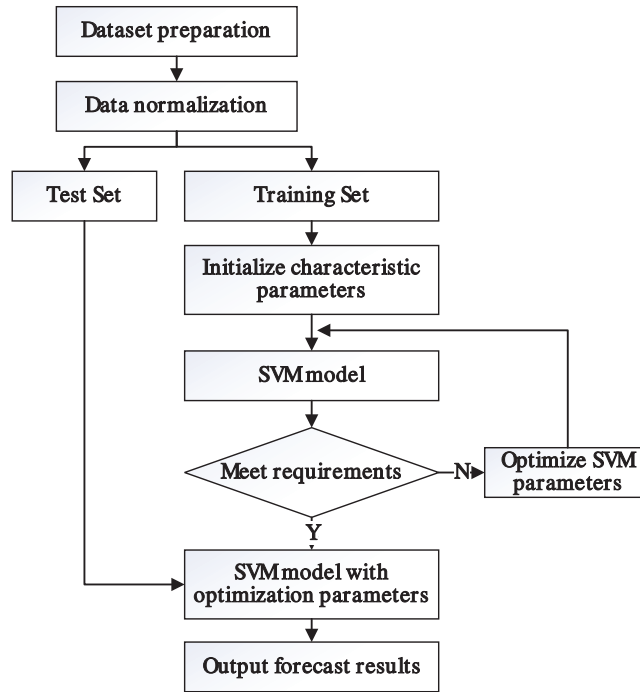 Dataset preparation
Data normalization
Test Set
Training Set
Initialize characteristic
parameters
SVM model
Meet requirements
N
Optimize SVM
parameters
Y
SVM model with
optimization parameters
Output forecast results